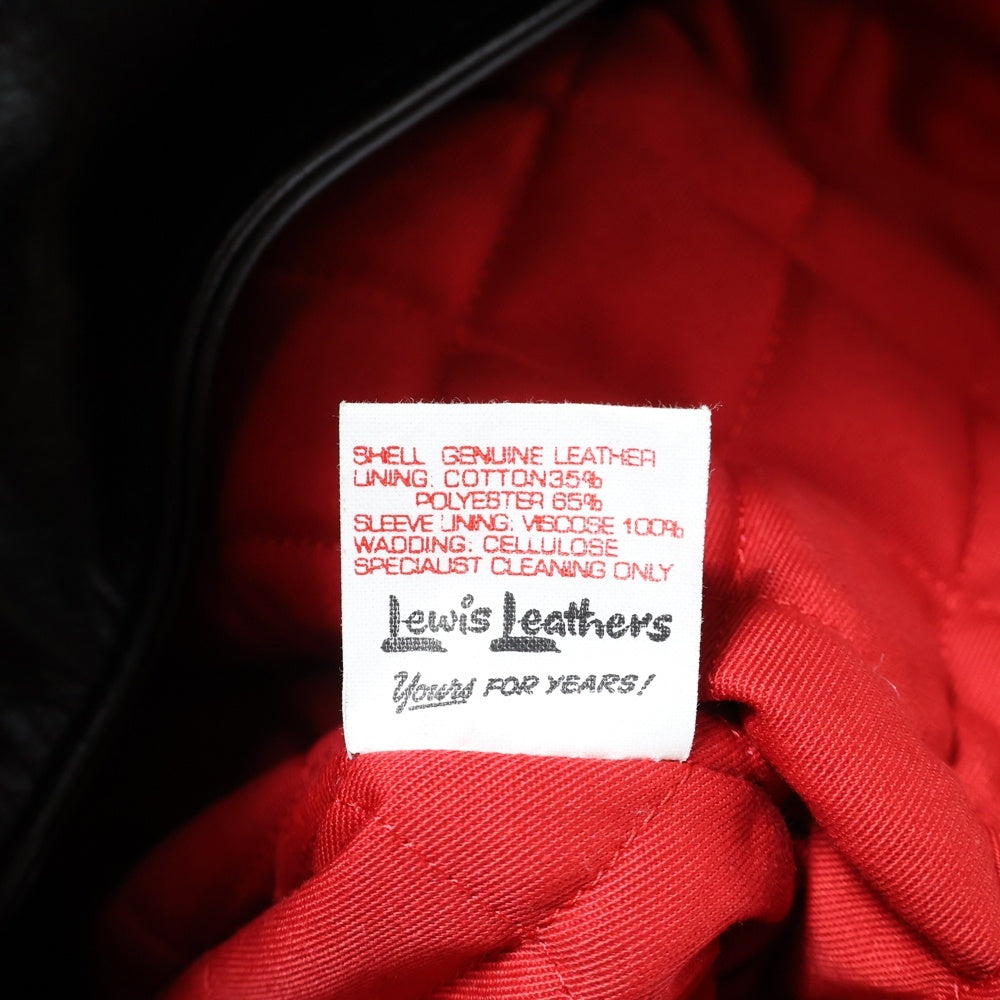 SHELL GENUINE LEATHER
LINING: COTTON35%
POLYESTER 65%
SLEEVE LINING: VISCOSE 100%
WADDING: CELLULOSE
SPECIALIST CLEANING ONLY
Lewis Leathers
Yours FOR YEARS!